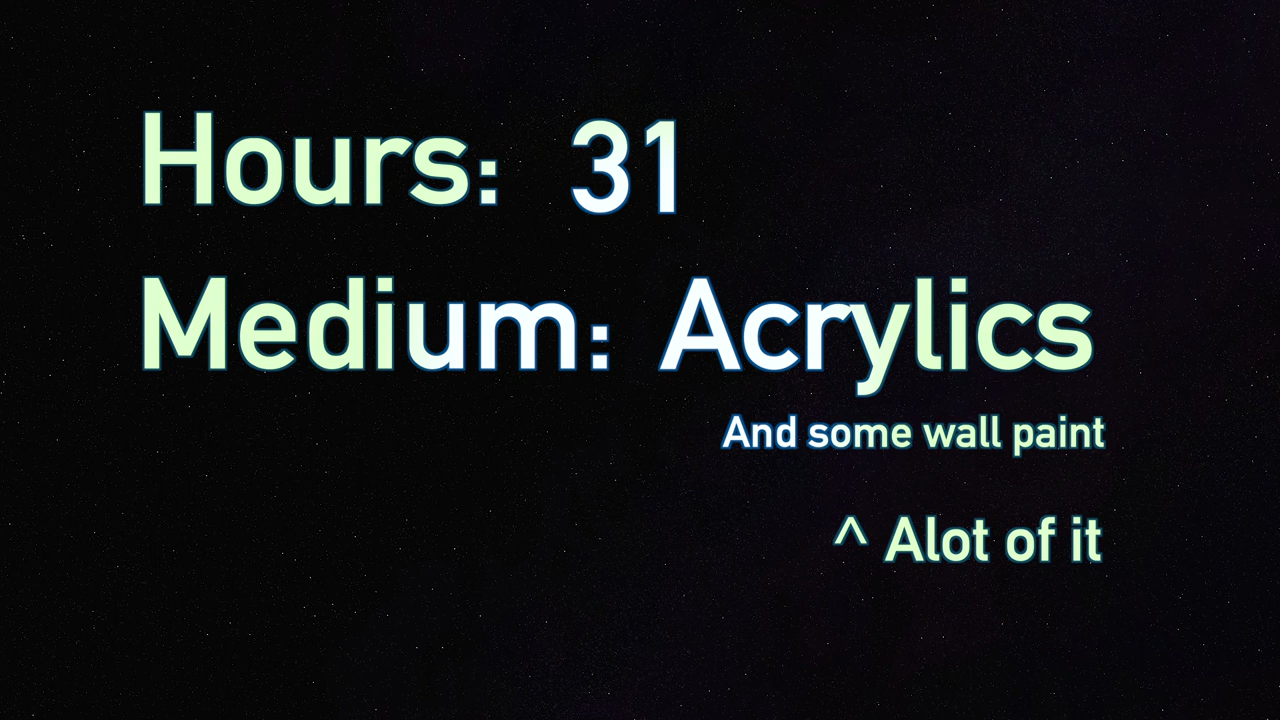 Hours: 31
Medium: Acrylics
And some wall paint
^ Alot of it